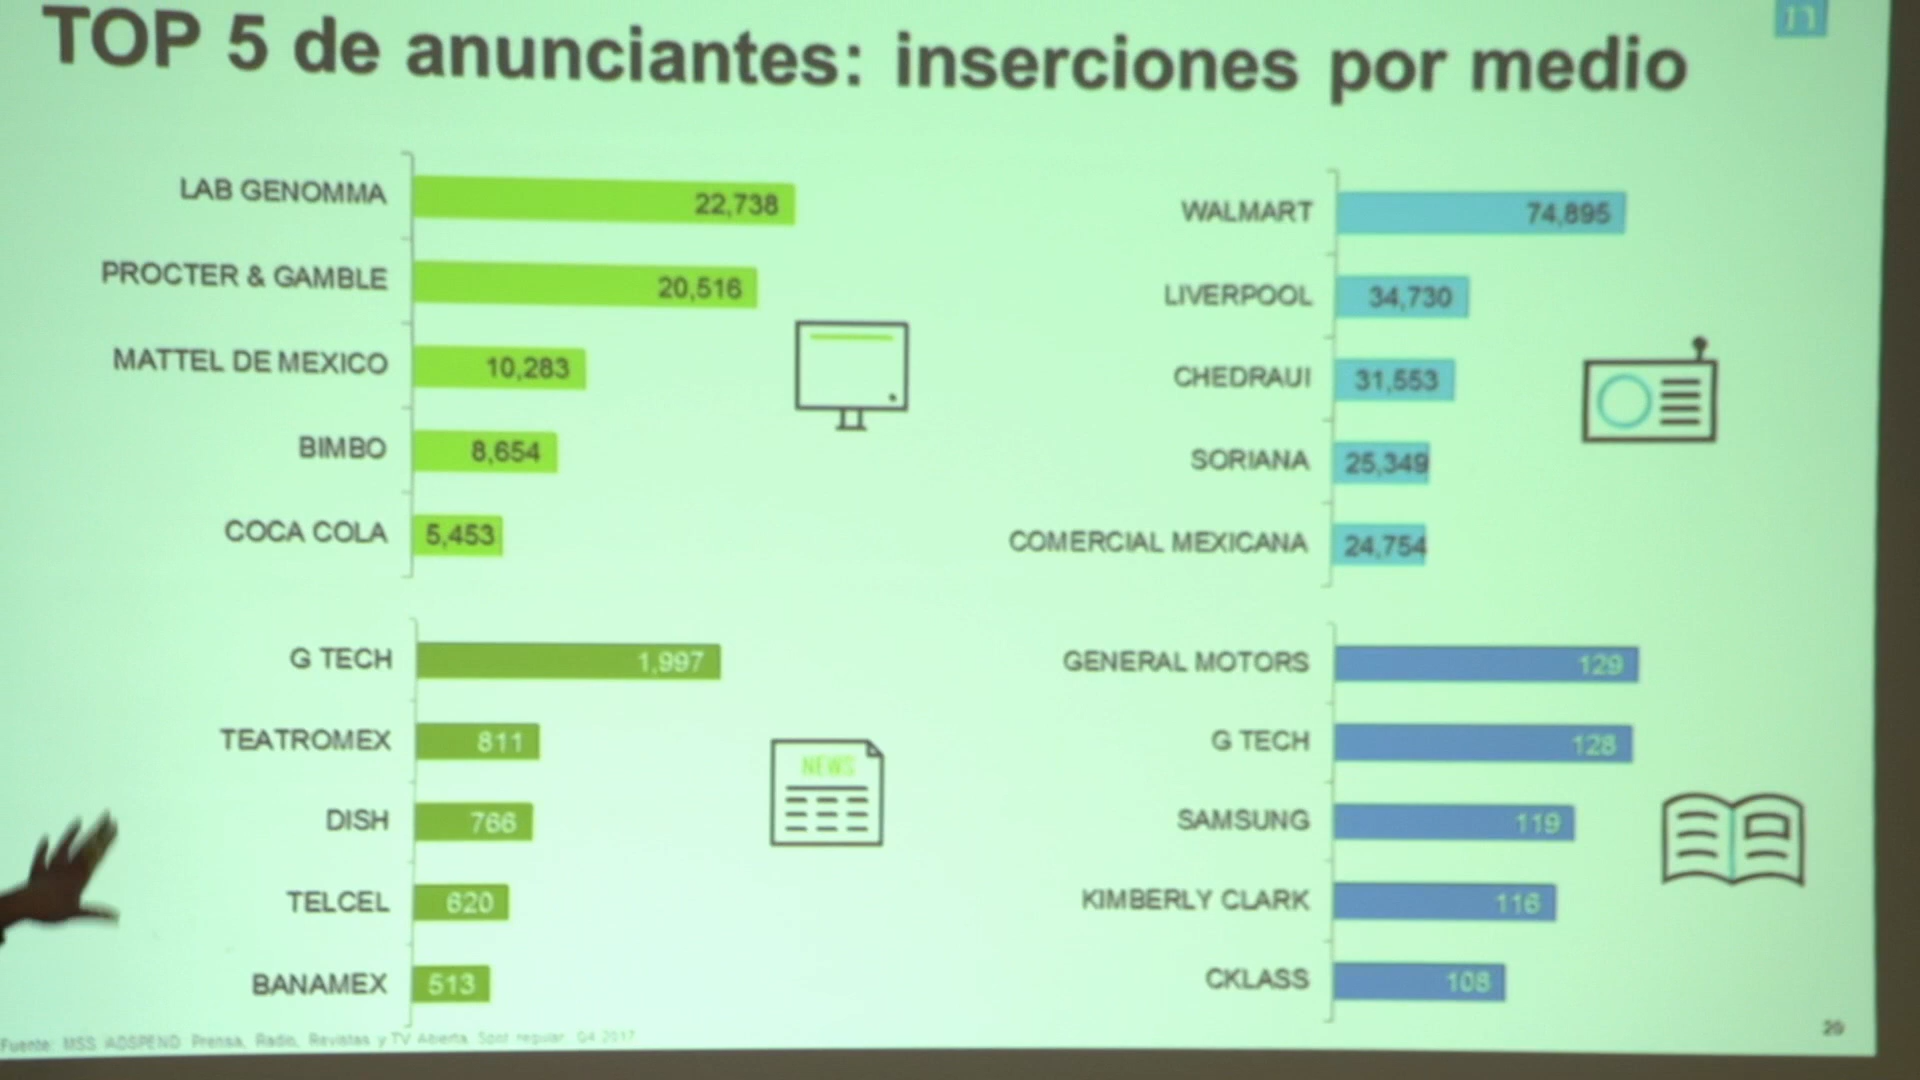 TOP 5 de anunciantes: inserciones por medio
n
LAB GENOMMA 22,738
PROCTER & GAMBLE 20,516
MATTEL DE MEXICO 10,283
BIMBO 8,654
COCA COLA 5,453
WALMART 74,895
LIVERPOOL 34,730
CHEDRAUI 31,553
SORIANA 25,349
COMERCIAL MEXICANA 24,754
G TECH 1,997
TEATROMEX 811
DISH 766
TELCEL 620
BANAMEX 513
NEWS
GENERAL MOTORS 129
G TECH 128
SAMSUNG 119
KIMBERLY CLARK 116
CKLASS 108
Fuente: MSS ADSPEND Prensa, Radio, Revistas y TV Abierta. Spot regular. Q4 2017
20